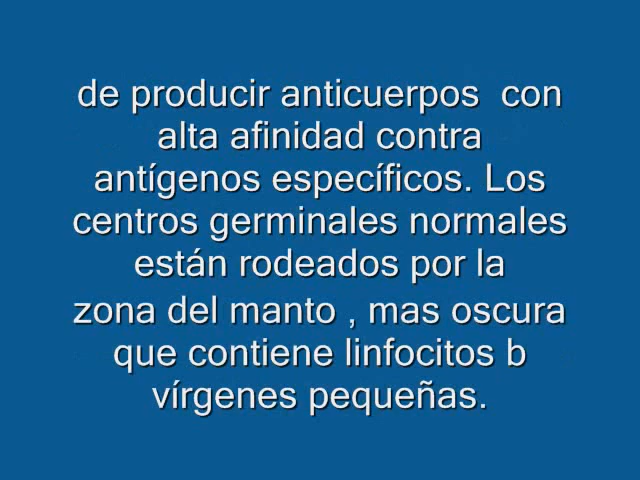 de producir anticuerpos  con
alta afinidad contra
antígenos específicos. Los
centros germinales normales
están rodeados por la
zona del manto , mas oscura
que contiene linfocitos b
vírgenes pequeñas.